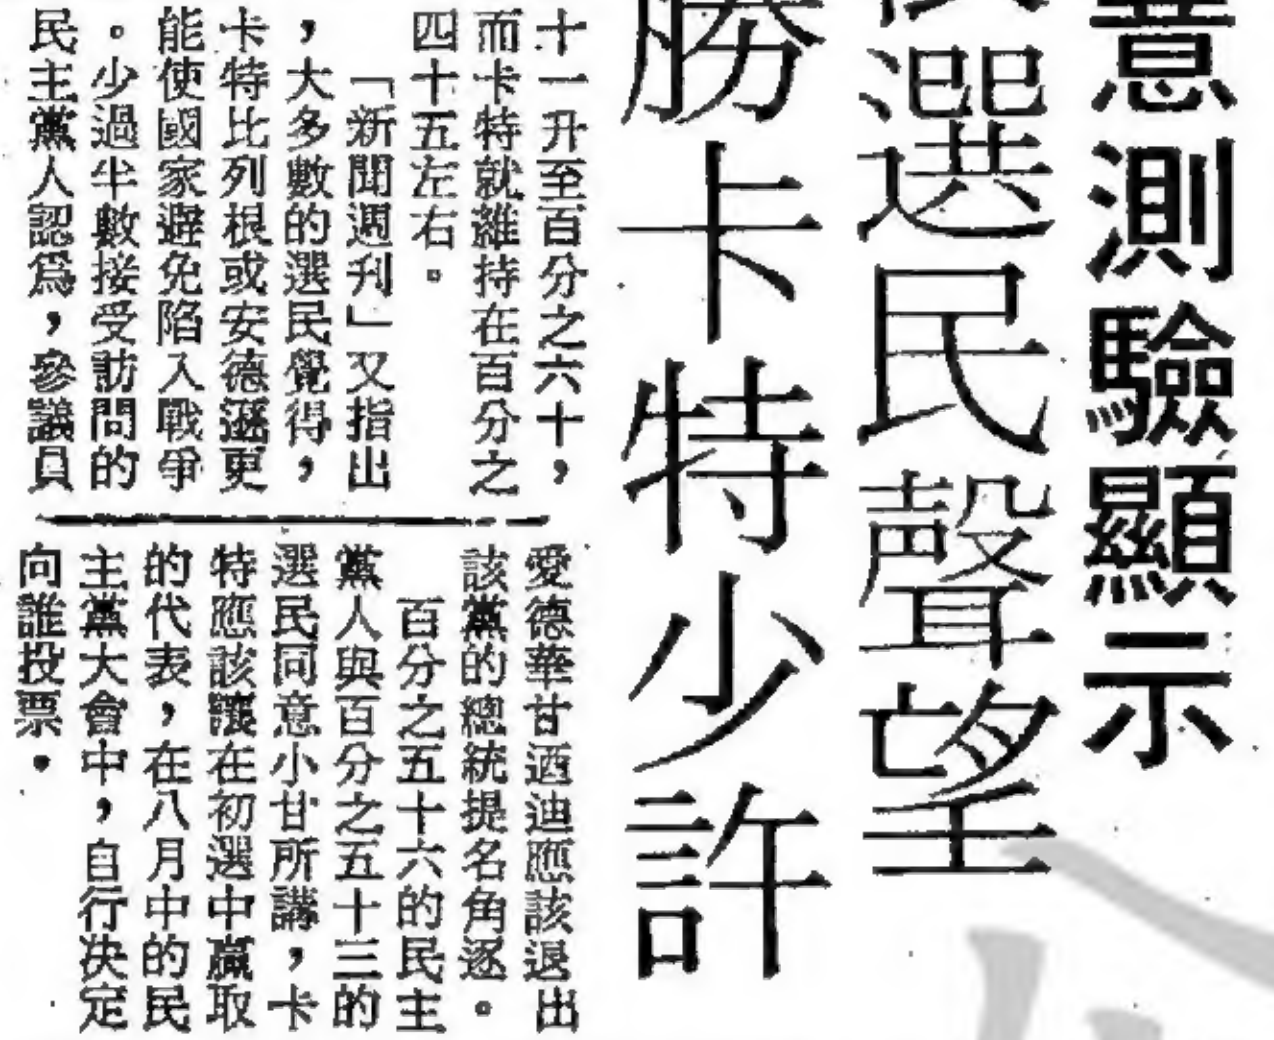 意測驗顯示
選民聲望
勝卡特少許
十一升至百分之六十，
而卡特就維持在百分之
四十五左右。
「新聞週刊」又指出
，大多數的選民覺得，
卡特比列根或安德遜更
能使國家避免陷入戰爭
。少過半數接受訪問的
民主黨人認爲，參議員
愛德華甘迺迪應該退出
該黨的總統提名角逐。
百分之五十六的民主
黨人與百分之五十三的
選民同意小甘所講，卡
特應該讓在初選中贏取
的代表，在八月中的民
主黨大會中，自行決定
向誰投票。